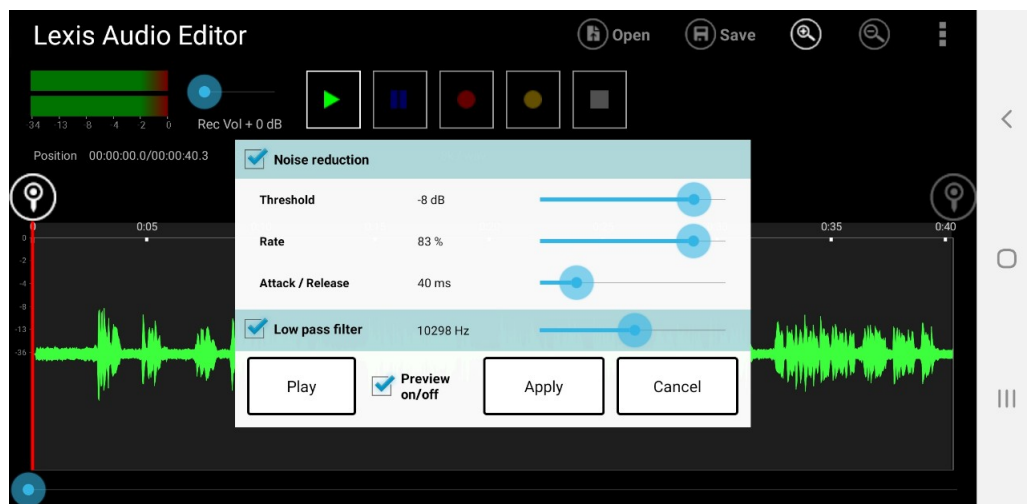 Lexis Audio Editor
Open
Save
-34 -13 -8 -4 -2 0
Rec Vol + 0 dB
Position 00:00:00.0/00:00:40.3
Noise reduction
Threshold -8 dB
Rate 83 %
Attack / Release 40 ms
Low pass filter 10298 Hz
Play
Preview
on/off
Apply
Cancel
0 0:05 0:35 0:40
0
-2
-4
-8
-13
-36